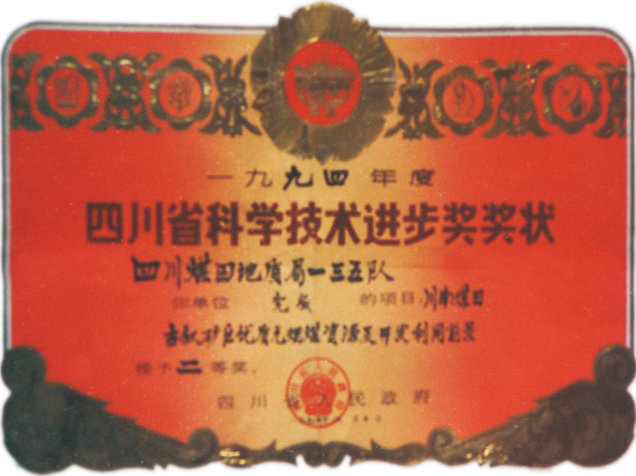 一九九四年度
四川省科学技术进步奖奖状
四川煤田地质局一三五队
你单位 完成 的项目 川南煤田
古叙矿区优质无烟煤资源及开发利用前景
授予二等奖。
四川省人民政府